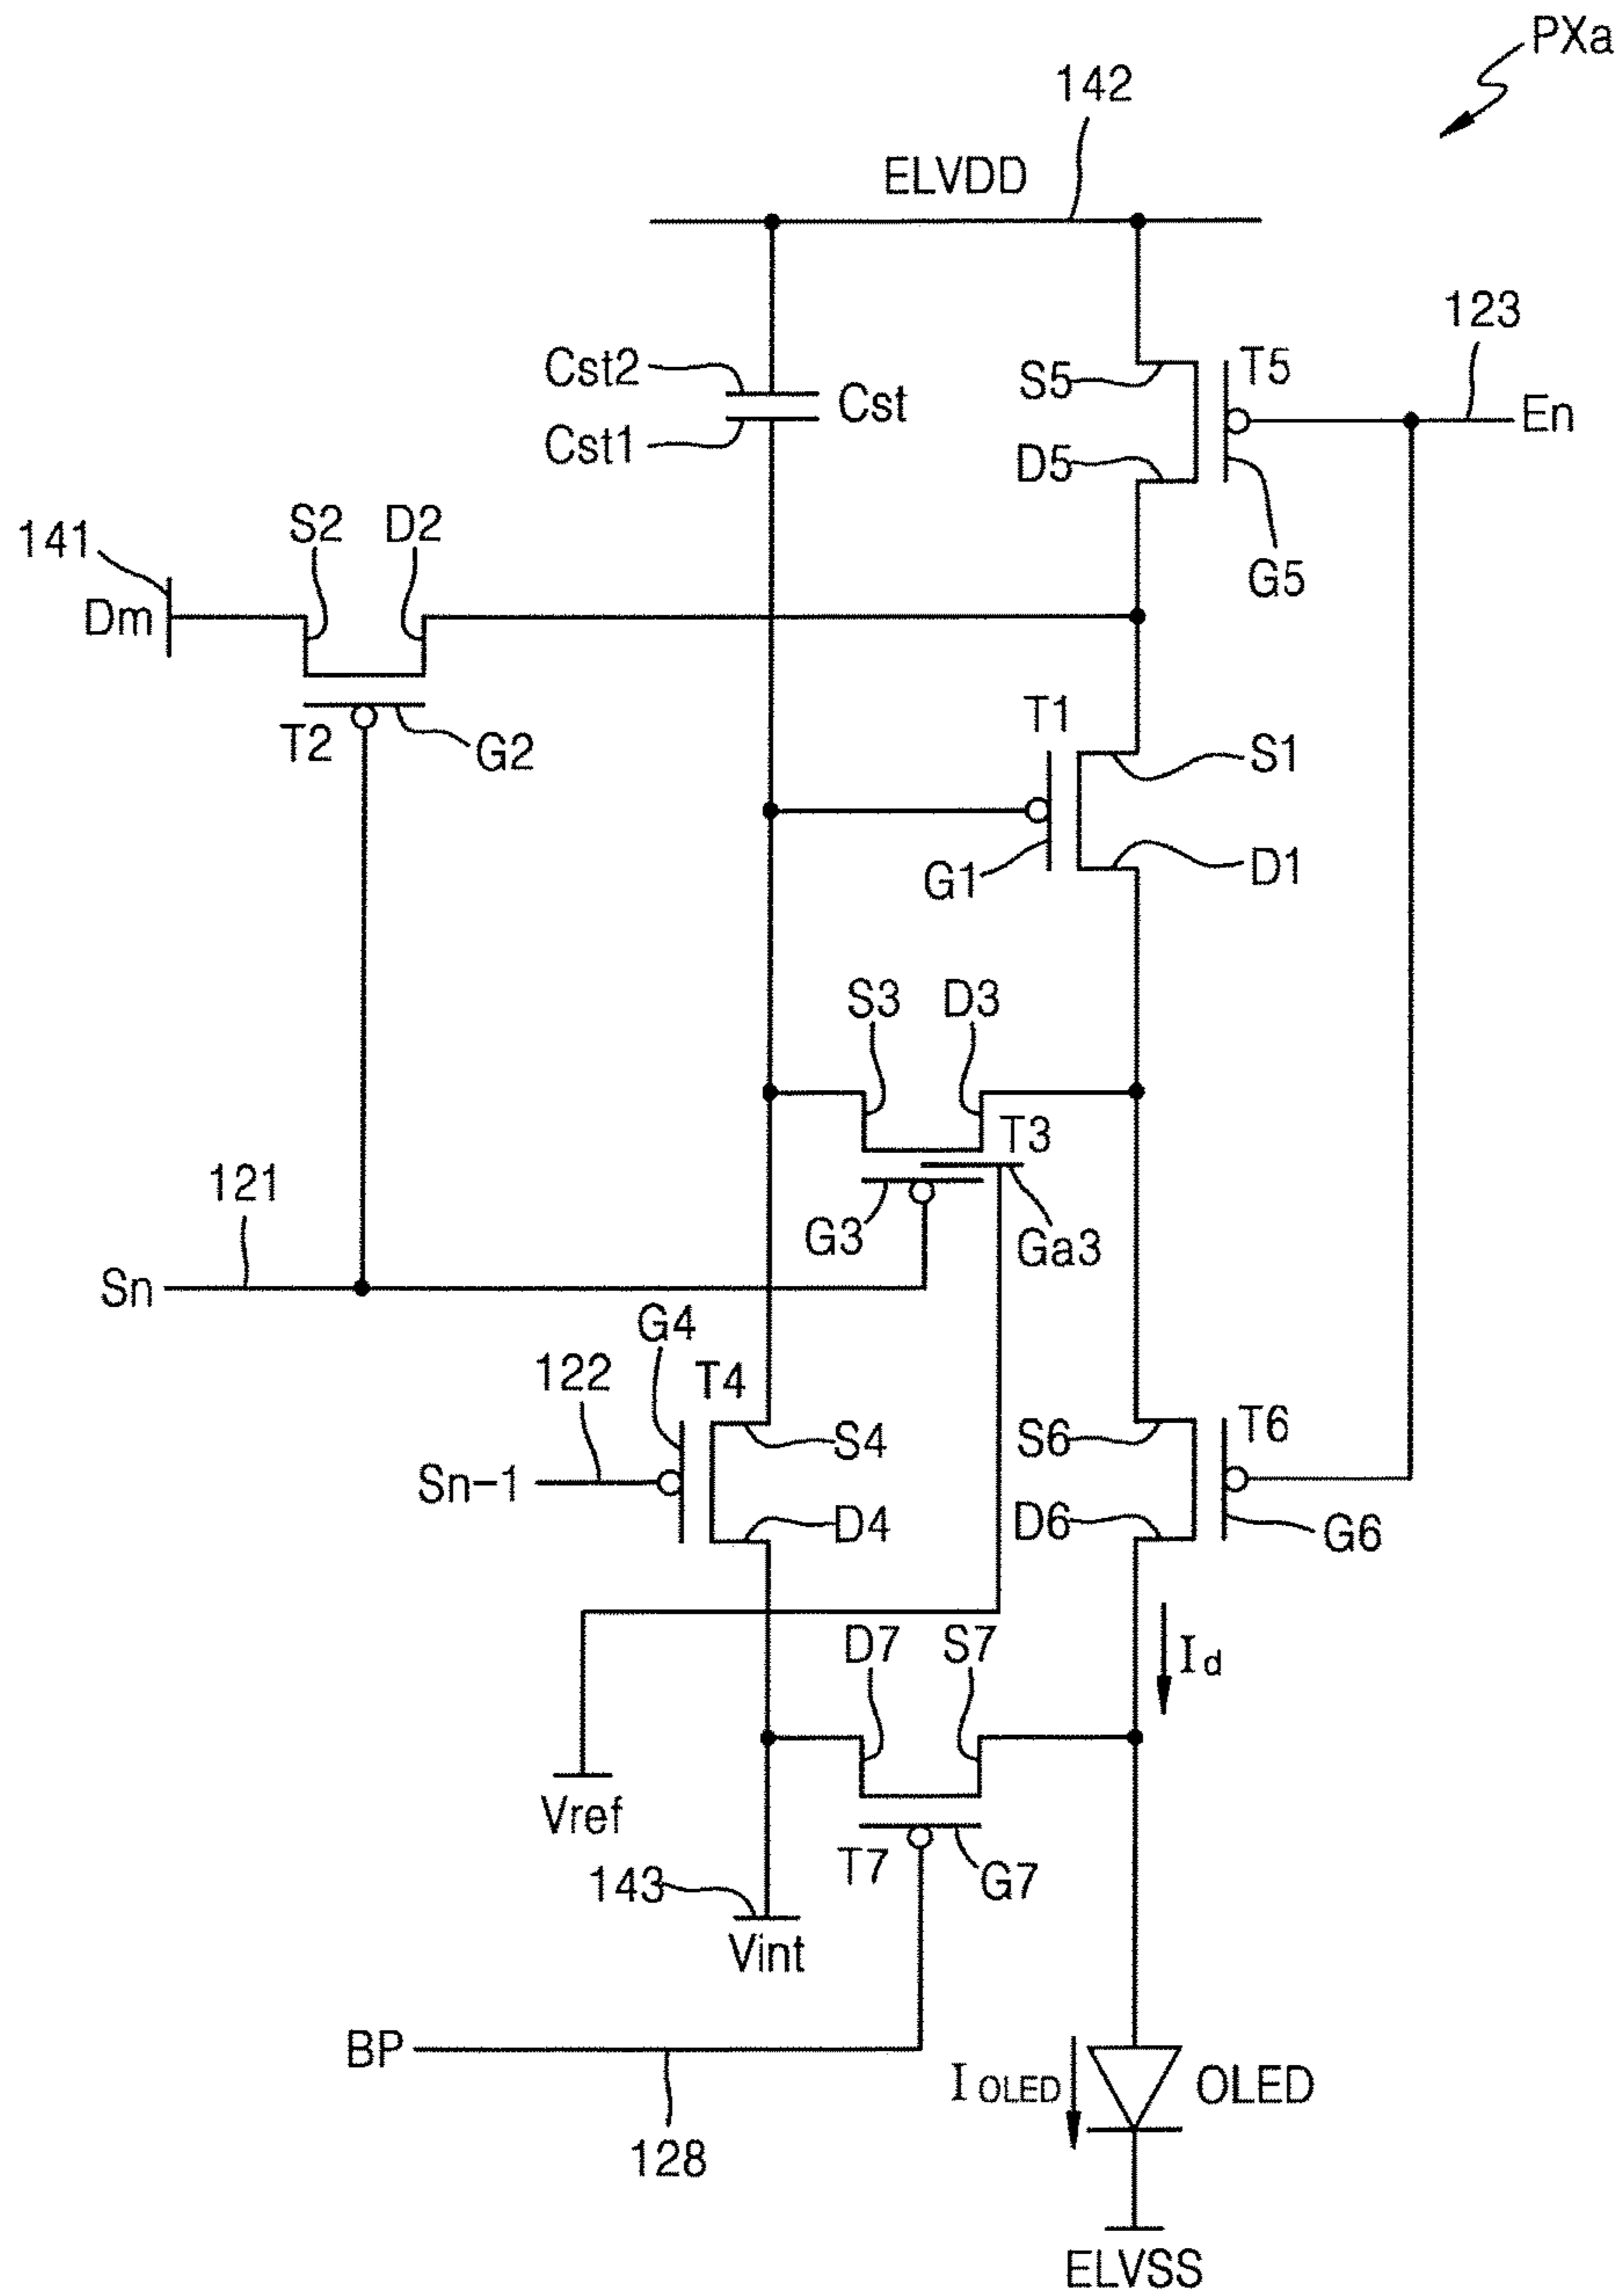 PXa
142
ELVDD
123
Cst2
Cst
Cst1
S5
T5
En
D5
G5
141
S2
D2
Dm
T2
G2
T1
S1
G1
D1
S3
D3
T3
121
G3
Ga3
Sn
G4
122
T4
S4
S6
T6
Sn-1
D4
D6
G6
D7
S7
Id
Vref
T7
G7
143
Vint
BP
IOLED
OLED
128
ELVSS